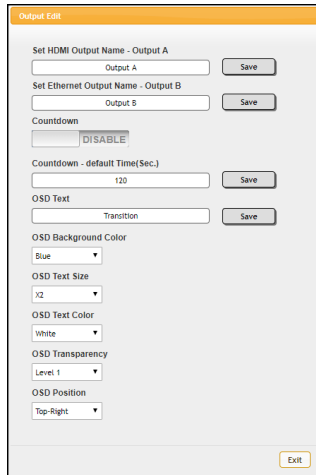 Output Edit
Set HDMI Output Name - Output A
Output A Save
Set Ethernet Output Name - Output B
Output B Save
Countdown
DISABLE
Countdown - default Time(Sec.)
120 Save
OSD Text
Transition Save
OSD Background Color
Blue
OSD Text Size
X2
OSD Text Color
White
OSD Transparency
Level 1
OSD Position
Top-Right
Exit